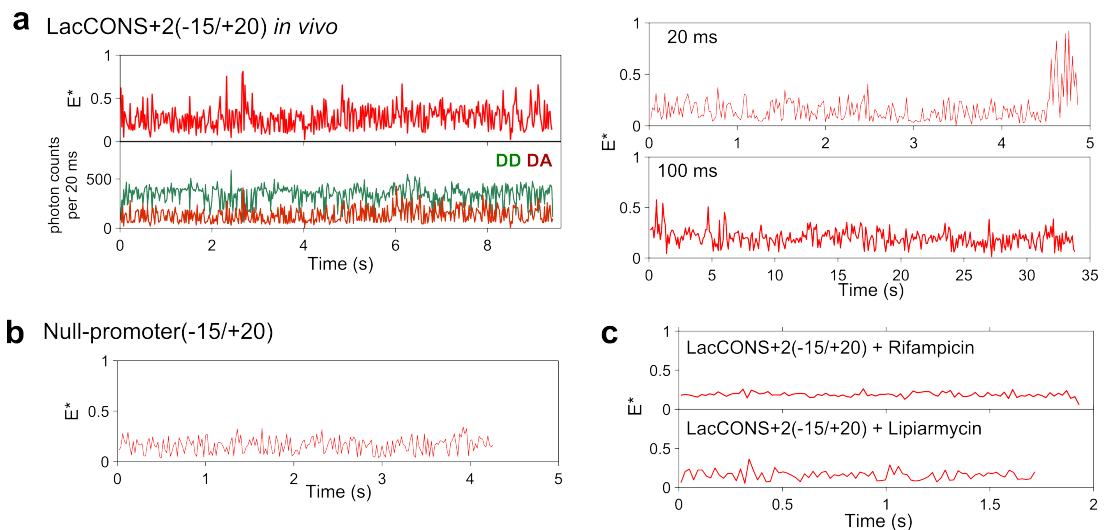 a
LacCONS+2(-15/+20) in vivo
1
E*
0.5
0
DD DA
photon counts
per 20 ms
500
0
0 2 4 6 8
Time (s)
20 ms
1
0.5
0
0 1 2 3 4 5
E*
100 ms
1
0.5
0
0 5 10 15 20 25 30 35
Time (s)
b
Null-promoter(-15/+20)
1
E*
0.5
0
0 1 2 3 4 5
Time (s)
c
LacCONS+2(-15/+20) + Rifampicin
1
0.5
0
E*
LacCONS+2(-15/+20) + Lipiarmycin
0.5
0
0 0.5 1 1.5 2
Time (s)